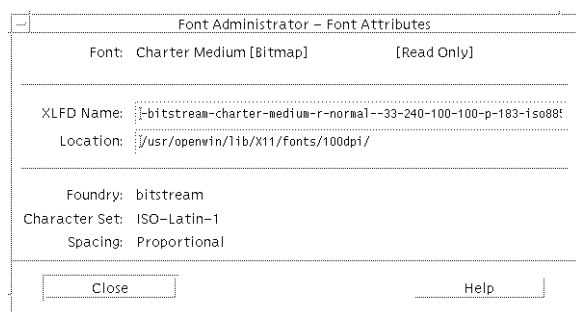 Font Administrator – Font Attributes
Font: Charter Medium [Bitmap] [Read Only]
XLFD Name: -bitstream-charter-medium-r-normal--33-240-100-100-p-183-iso885
Location: /usr/openwin/lib/X11/fonts/100dpi/
Foundry: bitstream
Character Set: ISO–Latin–1
Spacing: Proportional
Close Help